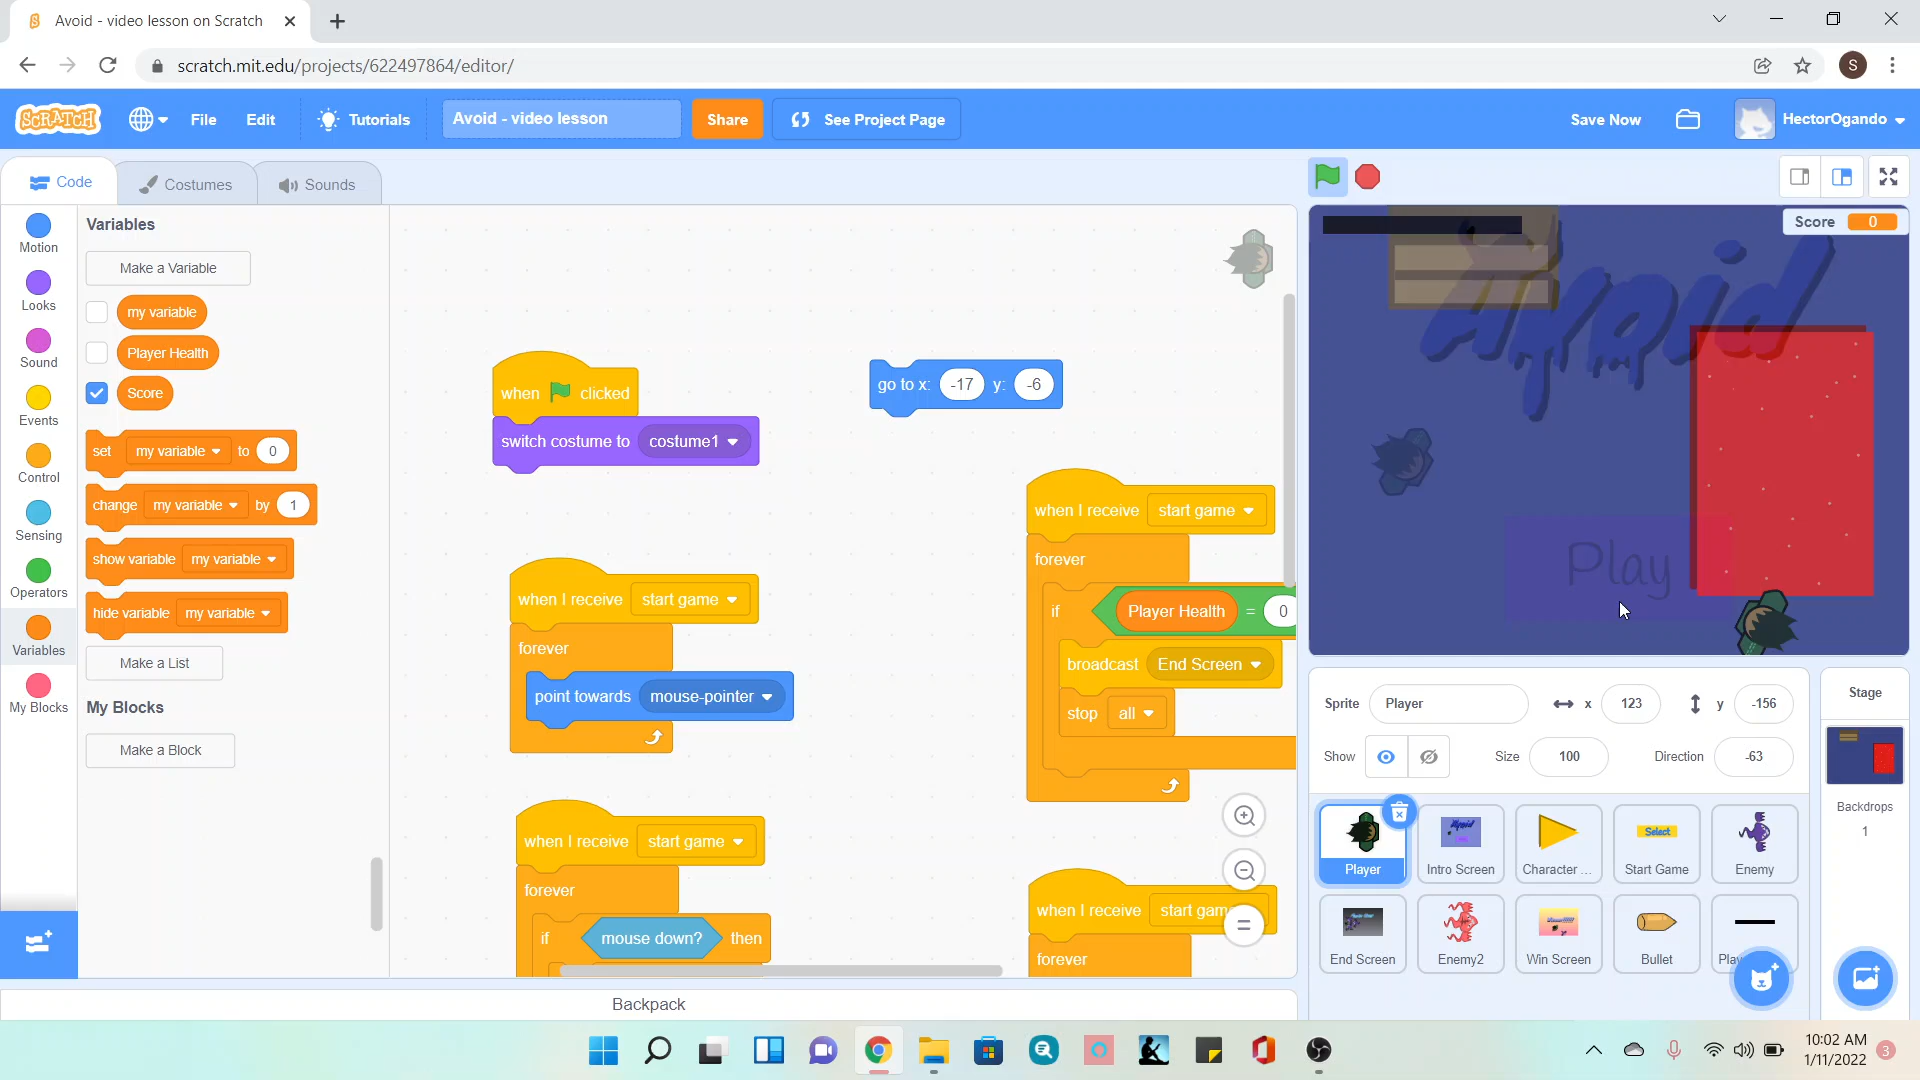 Avoid - video lesson on Scratch
scratch.mit.edu/projects/622497864/editor/
S
SCRATCH
File
Edit
Tutorials
Avoid - video lesson
Share
See Project Page
Save Now
HectorOgando
Code
Costumes
Sounds
Motion
Looks
Sound
Events
Control
Sensing
Operators
Variables
My Blocks
Variables
Make a Variable
my variable
Player Health
Score
set my variable to 0
change my variable by 1
show variable my variable
hide variable my variable
Make a List
My Blocks
Make a Block
when clicked
switch costume to costume1
go to x: -17 y: -6
when I receive start game
forever
point towards mouse-pointer
when I receive start game
forever
if mouse down? then
when I receive start game
forever
if Player Health = 0
broadcast End Screen
stop all
when I receive start gam
forever
Backpack
Score 0
Avoid
Play
Sprite Player x 123 y -156
Show Size 100 Direction -63
Player
Intro Screen
Character ...
Select
Start Game
Enemy
End Screen
Enemy2
Win Screen
Bullet
Play
Stage
Backdrops
1
10:02 AM
1/11/2022
3